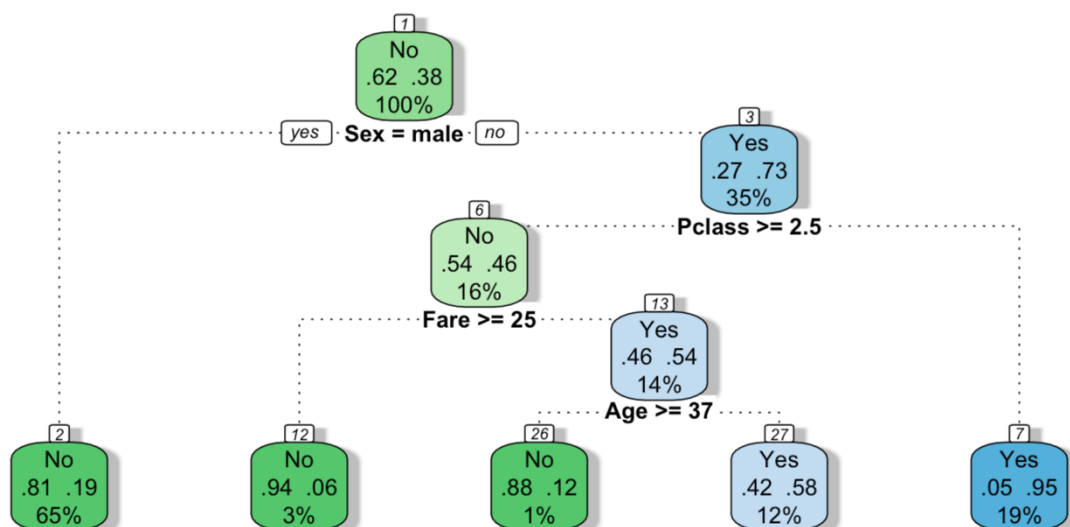 1
No
.62 .38
100%
yes Sex = male no
3
Yes
.27 .73
35%
Pclass >= 2.5
6
No
.54 .46
16%
Fare >= 25
13
Yes
.46 .54
14%
Age >= 37
2
No
.81 .19
65%
12
No
.94 .06
3%
26
No
.88 .12
1%
27
Yes
.42 .58
12%
7
Yes
.05 .95
19%